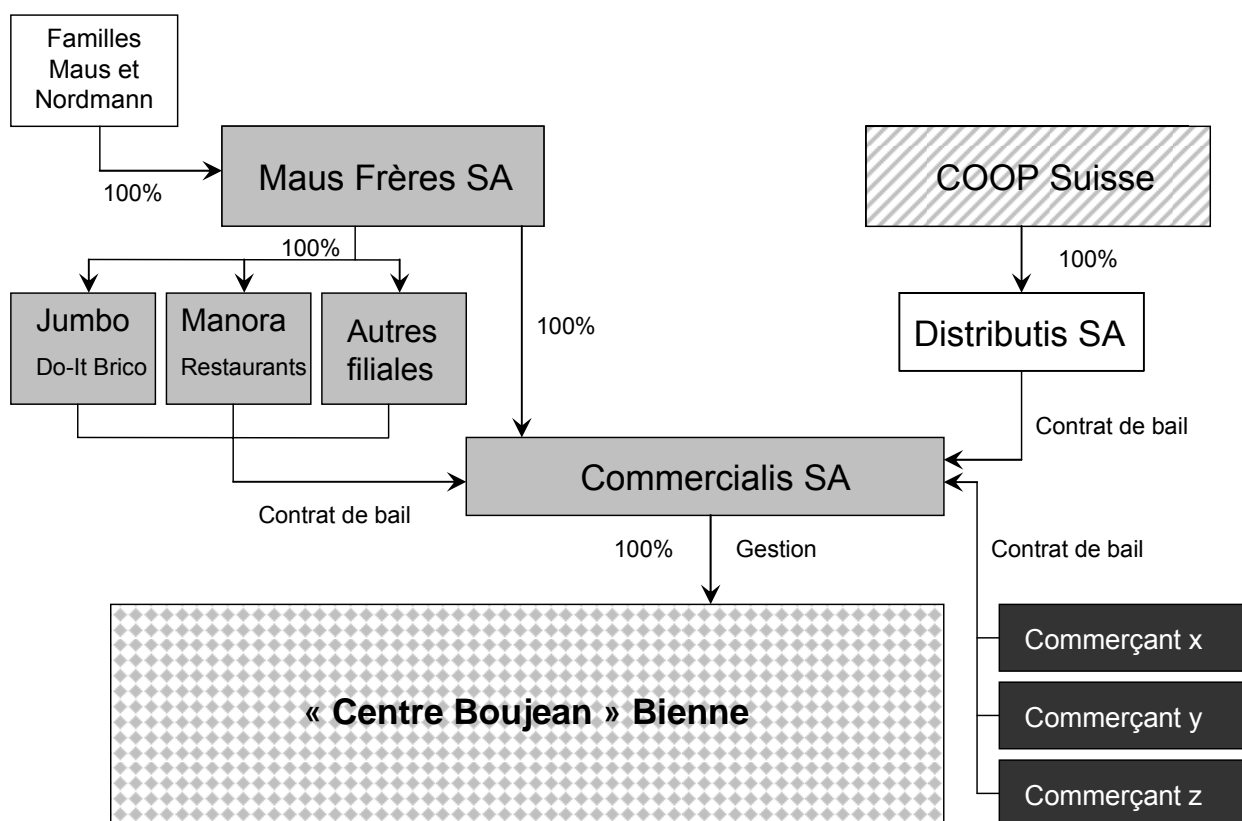 Familles
Maus et
Nordmann
100%
Maus Frères SA
COOP Suisse
100%
100%
100%
Jumbo
Do-It Brico
Manora
Restaurants
Autres
filiales
Distributis SA
Contrat de bail
Commercialis SA
Contrat de bail
100%
Gestion
Contrat de bail
« Centre Boujean » Bienne
Commerçant x
Commerçant y
Commerçant z